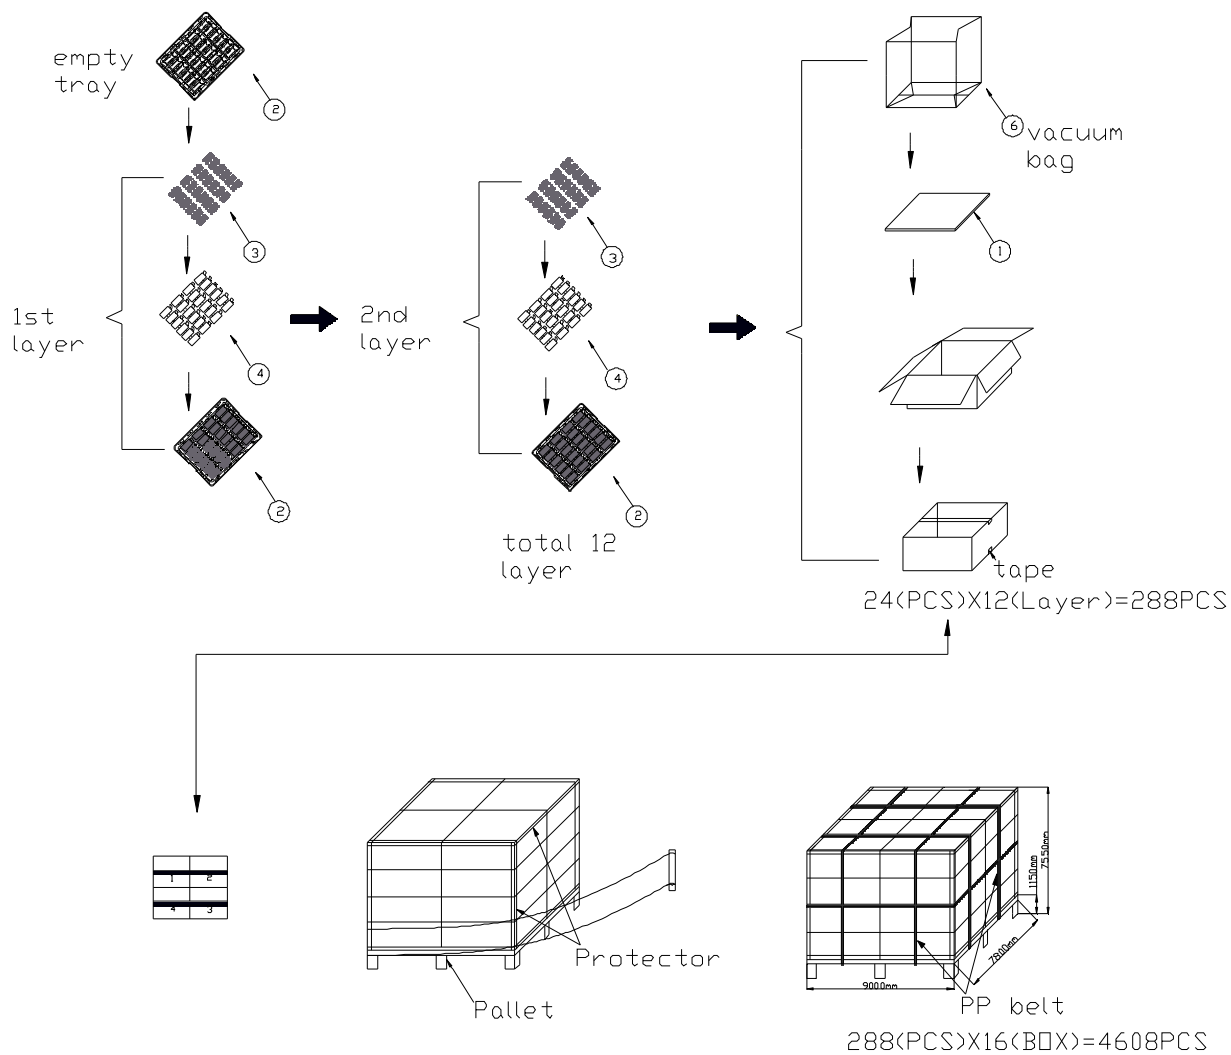 empty
tray
2
3
1st
layer
4
2
3
2nd
layer
4
2
total 12
layer
6
vacuum
bag
1
tape
24(PCS)X12(Layer)=288PCS
1 2
4 3
Protector
Pallet
1150mm
7550mm
7800mm
9000mm
PP belt
288(PCS)X16(BOX)=4608PCS